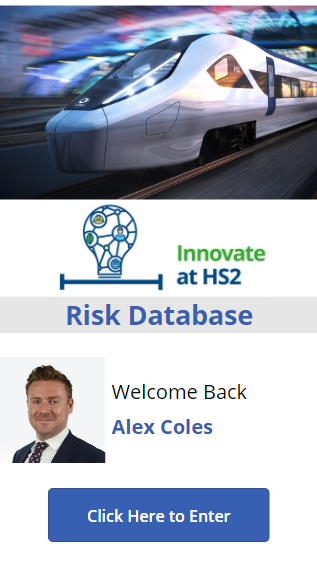 Innovate
at HS2
Risk Database
Welcome Back
Alex Coles
Click Here to Enter